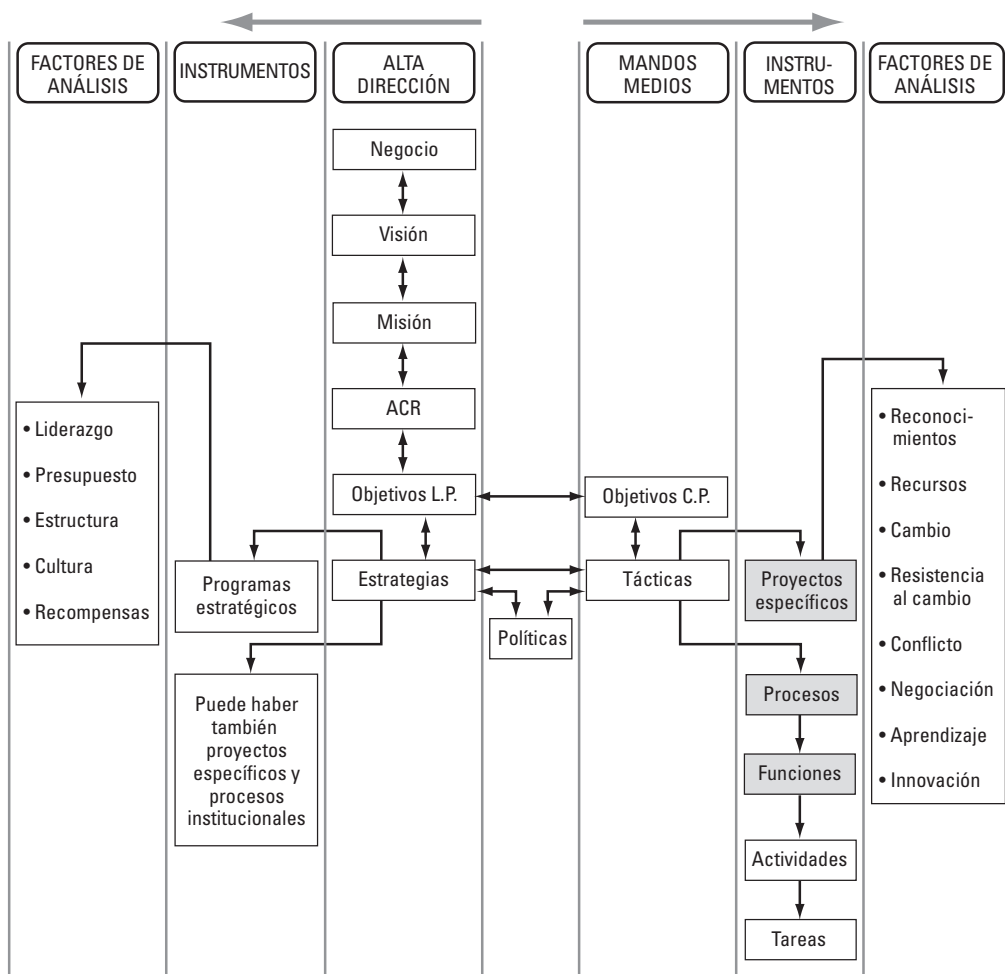 FACTORES DE
ANÁLISIS
INSTRUMENTOS
ALTA
DIRECCIÓN
MANDOS
MEDIOS
INSTRU-
MENTOS
FACTORES DE
ANÁLISIS
Negocio
Visión
Misión
ACR
Objetivos L.P.
Estrategias
Programas
estratégicos
Puede haber
también
proyectos
específicos y
procesos
institucionales
• Liderazgo
• Presupuesto
• Estructura
• Cultura
• Recompensas
Políticas
Objetivos C.P.
Tácticas
Proyectos
específicos
Procesos
Funciones
Actividades
Tareas
• Reconoci-
mientos
• Recursos
• Cambio
• Resistencia
al cambio
• Conflicto
• Negociación
• Aprendizaje
• Innovación